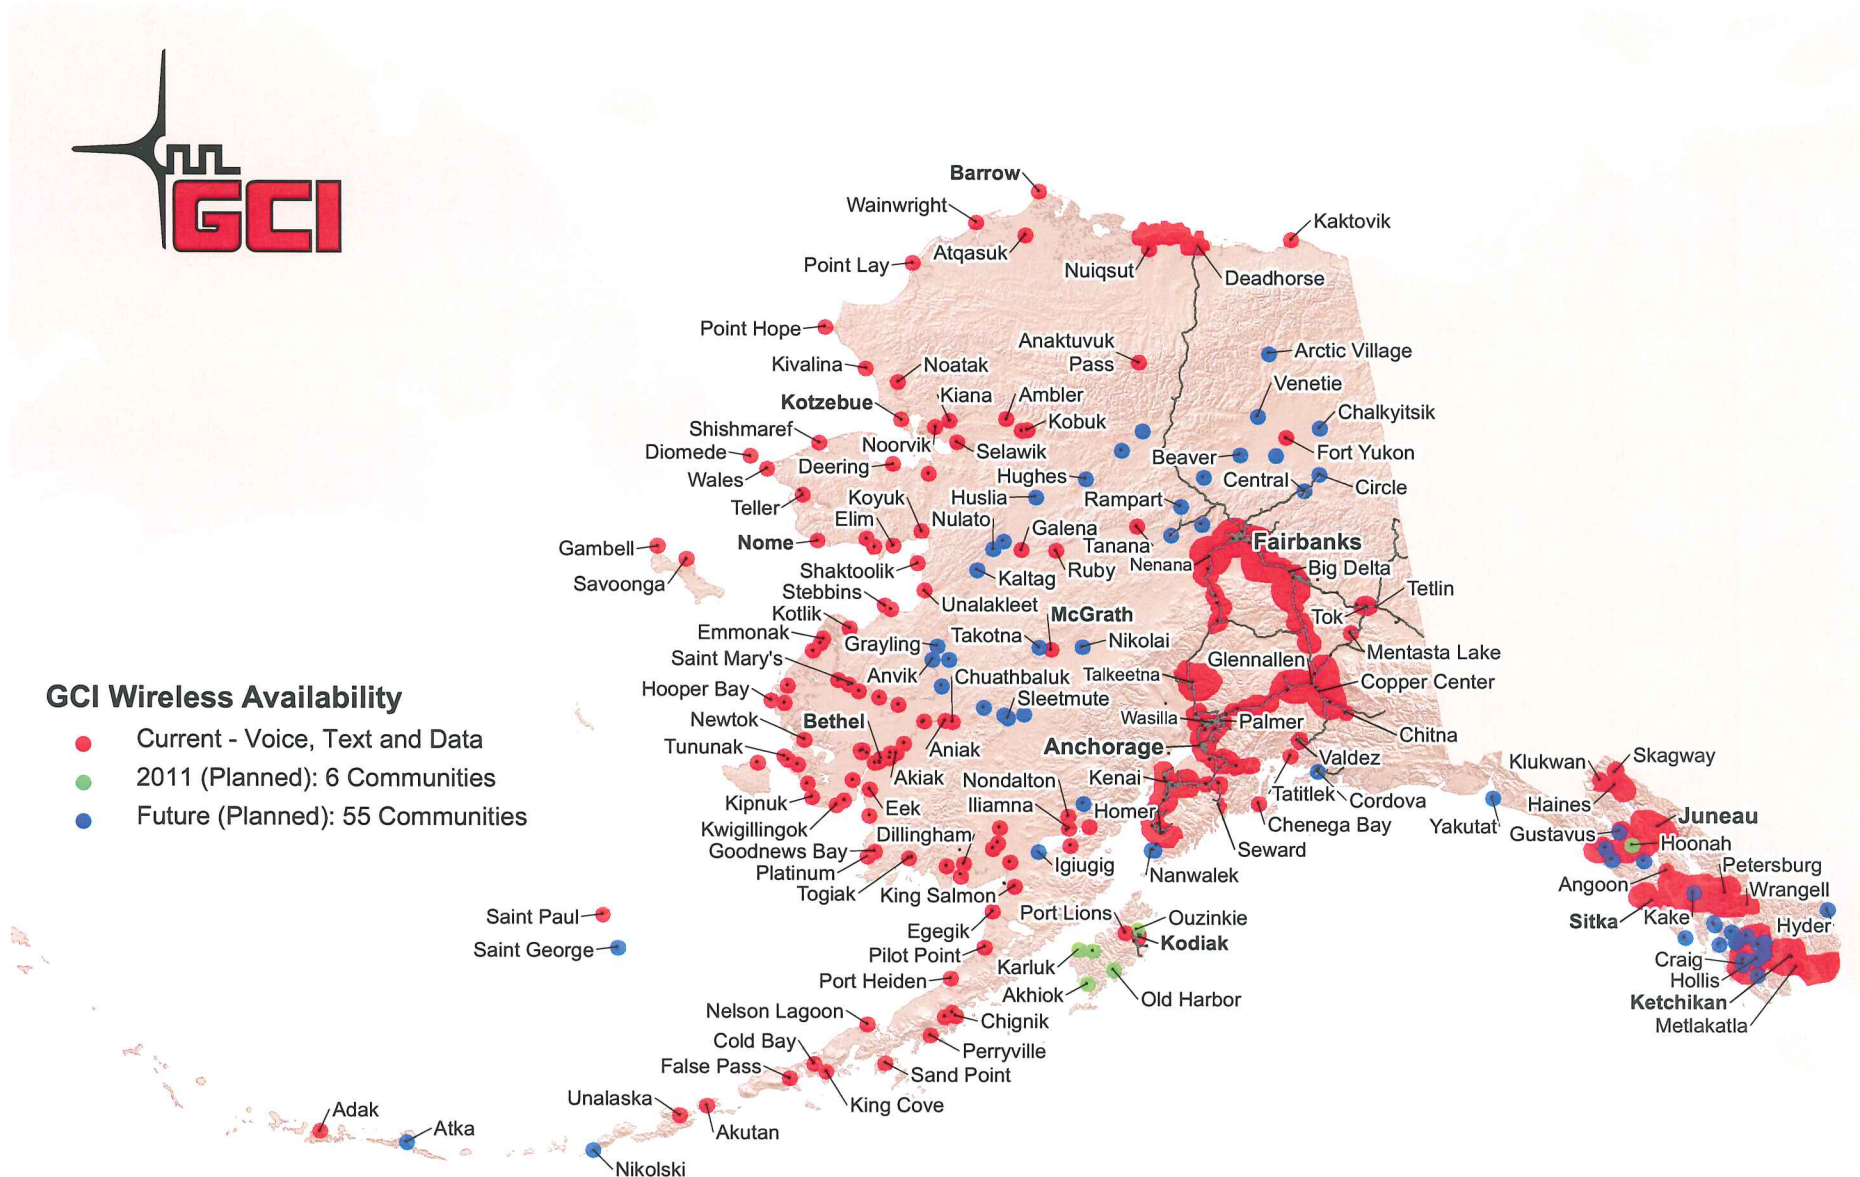 GCI
Barrow
Wainwright
Kaktovik
Atqasuk
Point Lay
Nuiqsut
Deadhorse
Point Hope
Anaktuvuk
Pass
Arctic Village
Kivalina
Noatak
Venetie
Kiana
Ambler
Kotzebue
Chalkyitsik
Kobuk
Shishmaref
Noorvik
Diomede
Selawik
Fort Yukon
Beaver
Deering
Wales
Hughes
Central
Circle
Huslia
Koyuk
Rampart
Teller
Elim
Nulato
Galena
Nome
Tanana
Fairbanks
Gambell
Nenana
Big Delta
Shaktoolik
Kaltag
Ruby
Savoonga
Tetlin
Stebbins
Unalakleet
Kotlik
McGrath
Tok
Emmonak
Grayling
Takotna
Nikolai
Mentasta Lake
Saint Mary's
Glennallen
Anvik
Chuathbaluk
Talkeetna
Copper Center
Hooper Bay
Sleetmute
GCI Wireless Availability
Newtok
Bethel
Wasilla
Palmer
Chitna
Current - Voice, Text and Data
Tununak
Aniak
Anchorage
Valdez
Skagway
Klukwan
2011 (Planned): 6 Communities
Akiak
Nondalton
Kenai
Tatitlek
Cordova
Haines
Kipnuk
Eek
Iliamna
Homer
Future (Planned): 55 Communities
Kwigillingok
Dillingham
Chenega Bay
Yakutat
Juneau
Gustavus
Hoonah
Goodnews Bay
Seward
Platinum
Igiugig
Nanwalek
Petersburg
Togiak
King Salmon
Angoon
Wrangell
Saint Paul
Port Lions
Ouzinkie
Sitka
Kake
Hyder
Egegik
Kodiak
Saint George
Pilot Point
Karluk
Craig
Port Heiden
Akhiok
Old Harbor
Hollis
Ketchikan
Nelson Lagoon
Chignik
Metlakatla
Cold Bay
Perryville
False Pass
Sand Point
Unalaska
King Cove
Adak
Atka
Akutan
Nikolski